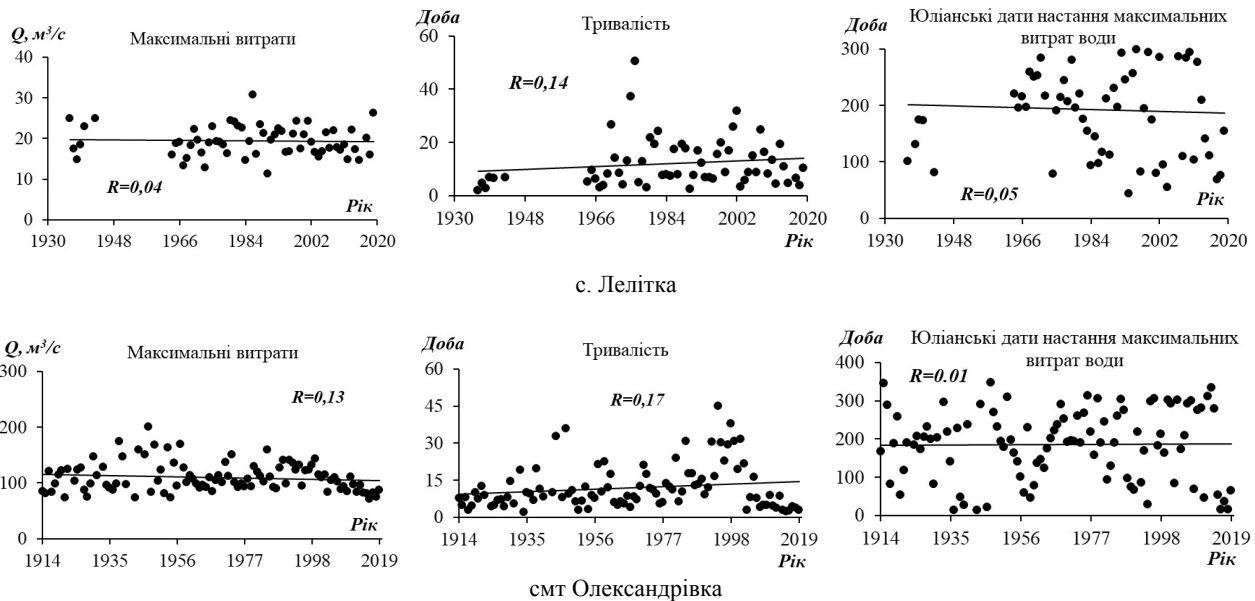 Q, м³/с
Максимальні витрати
40
30
20
10
0
R=0,04
Рік
1930 1948 1966 1984 2002 2020
Доба
Тривалість
60
40
20
0
R=0,14
Рік
1930 1948 1966 1984 2002 2020
Доба
Юліанські дати настання максимальних
витрат води
300
200
100
0
R=0,05
Рік
1930 1948 1966 1984 2002 2020
с. Лелітка
Q, м³/с
Максимальні витрати
300
200
100
0
R=0,13
Рік
1914 1935 1956 1977 1998 2019
Доба
Тривалість
60
45
30
15
0
R=0,17
Рік
1914 1935 1956 1977 1998 2019
Доба
Юліанські дати настання максимальних
витрат води
400
300
200
100
0
R=0.01
1914 1935 1956 1977 1998 2019
Рік
смт Олександрівка